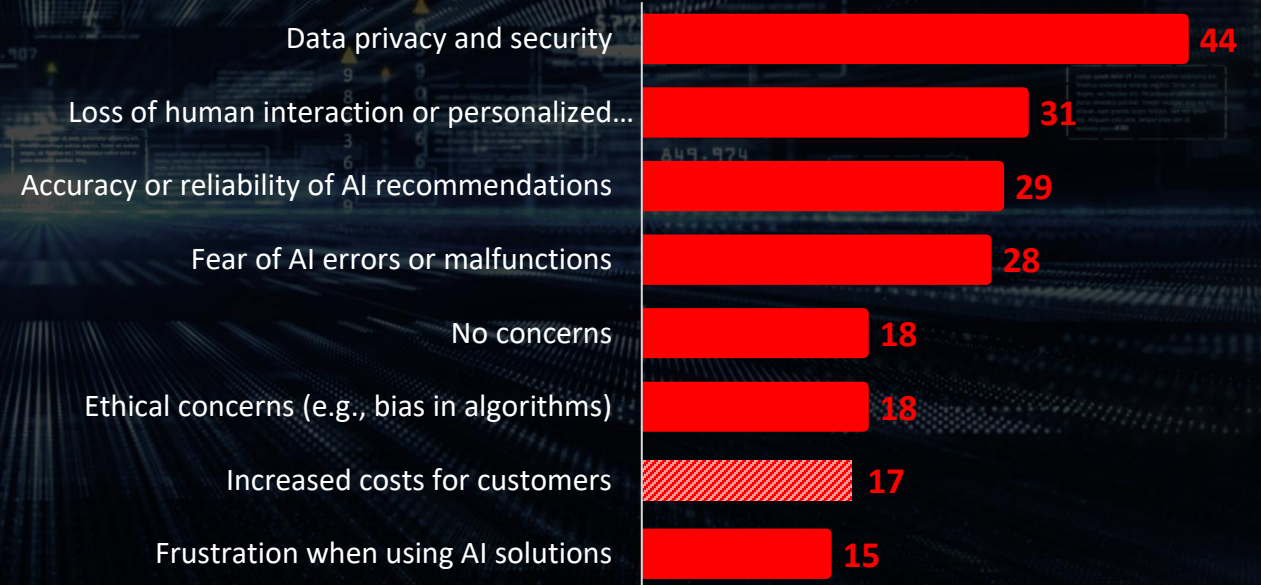 Data privacy and security 44
Loss of human interaction or personalized... 31
849.974
Accuracy or reliability of AI recommendations 29
Fear of AI errors or malfunctions 28
No concerns 18
Ethical concerns (e.g., bias in algorithms) 18
Increased costs for customers 17
Frustration when using AI solutions 15